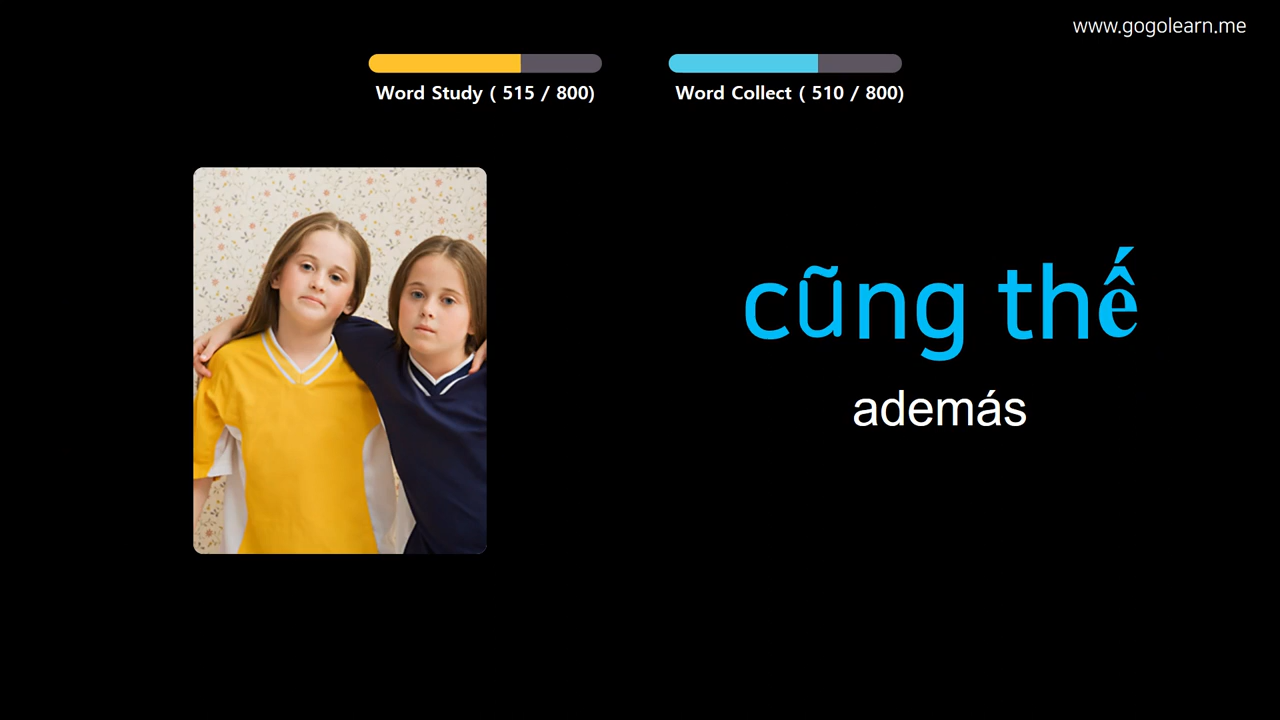 www.gogolearn.me
Word Study ( 515 / 800)
Word Collect ( 510 / 800)
cũng thế
además